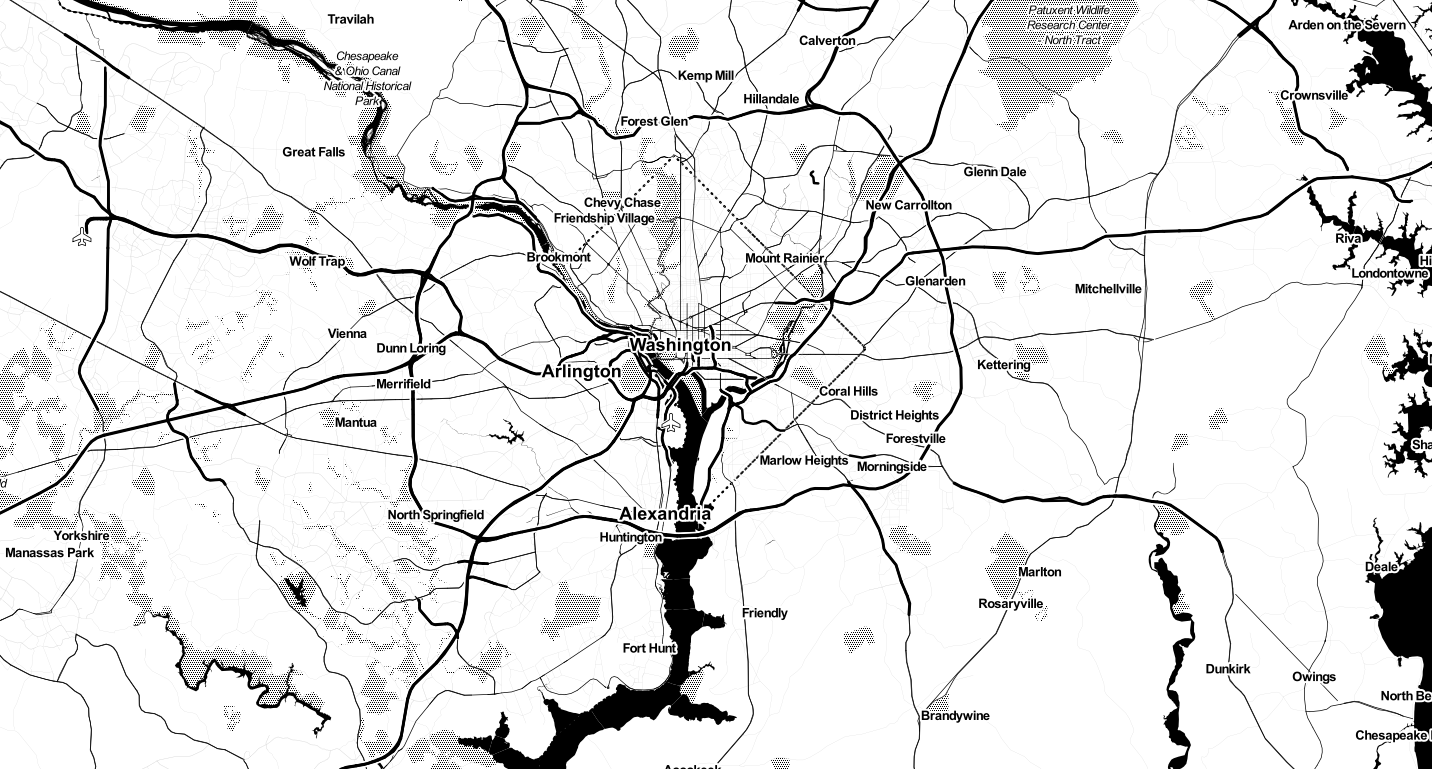 Travilah
Patuxent Wildlife
Research Center
North Tract
Arden on the Severn
Calverton
Chesapeake
& Ohio Canal
National Historical
Park
Kemp Mill
Hillandale
Crownsville
Forest Glen
Great Falls
Glenn Dale
Chevy Chase
New Carrollton
Friendship Village
Riva
Brookmont
Mount Rainier
Wolf Trap
Londontowne
Glenarden
Mitchellville
Vienna
Washington
Dunn Loring
Arlington
Kettering
Merrifield
Coral Hills
District Heights
Mantua
Forestville
Marlow Heights
Morningside
North Springfield
Alexandria
Yorkshire
Huntington
Manassas Park
Deale
Marlton
Rosaryville
Friendly
Fort Hunt
Dunkirk
Owings
Brandywine
North Be
Chesapeake